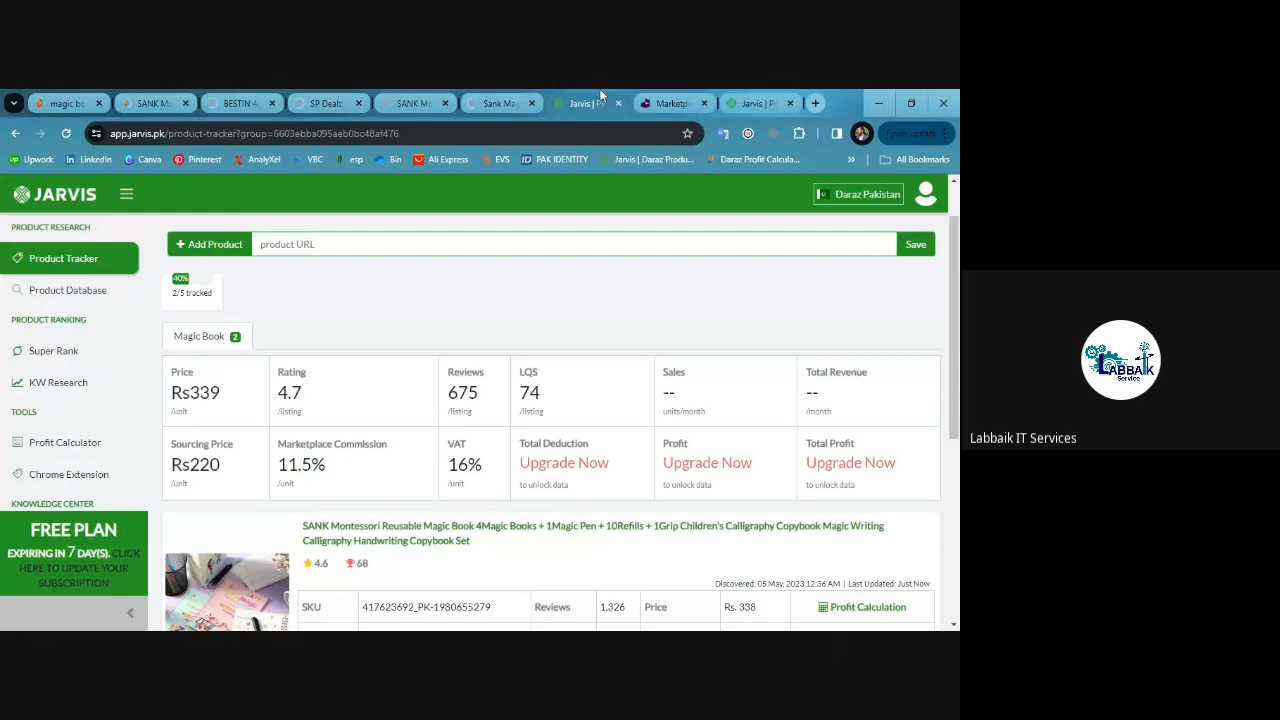 magic bo
SANK Mo
BESTIN 4
SP Dealz
SANK Mo
Sank Mag
Jarvis | P
Marketpl
Jarvis | Pr
app.jarvis.pk/product-tracker?group=6603ebba095aeb0bc48af476
Finish update
Upwork
LinkedIn
Canva
Pinterest
AnalyXel
VBC
esp
Bin
Ali Express
EVS
PAK IDENTITY
Jarvis | Daraz Produ...
Daraz Profit Calcula...
All Bookmarks
JARVIS
Daraz Pakistan
PRODUCT RESEARCH
Product Tracker
Product Database
PRODUCT RANKING
Super Rank
KW Research
TOOLS
Profit Calculator
Chrome Extension
KNOWLEDGE CENTER
FREE PLAN
EXPIRING IN 7 DAY(S). CLICK
HERE TO UPDATE YOUR
SUBSCRIPTION
+ Add Product
product URL
Save
40%
2/5 tracked
Magic Book 2
Price
Rs339
/unit
Rating
4.7
/listing
Reviews
675
/listing
LQS
74
/listing
Sales
--
units/month
Total Revenue
--
/month
Sourcing Price
Rs220
/unit
Marketplace Commission
11.5%
/unit
VAT
16%
/unit
Total Deduction
Upgrade Now
to unlock data
Profit
Upgrade Now
to unlock data
Total Profit
Upgrade Now
to unlock data
SANK Montessori Reusable Magic Book 4Magic Books + 1Magic Pen + 10Refills + 1Grip Children's Calligraphy Copybook Magic Writing
Calligraphy Handwriting Copybook Set
4.6 68
Discovered: 05 May, 2023 12:36 AM | Last Updated: Just Now
SKU 417623692_PK-1980655279 Reviews 1,326 Price Rs. 338 Profit Calculation
LABBAIK
Service
Labbaik IT Services